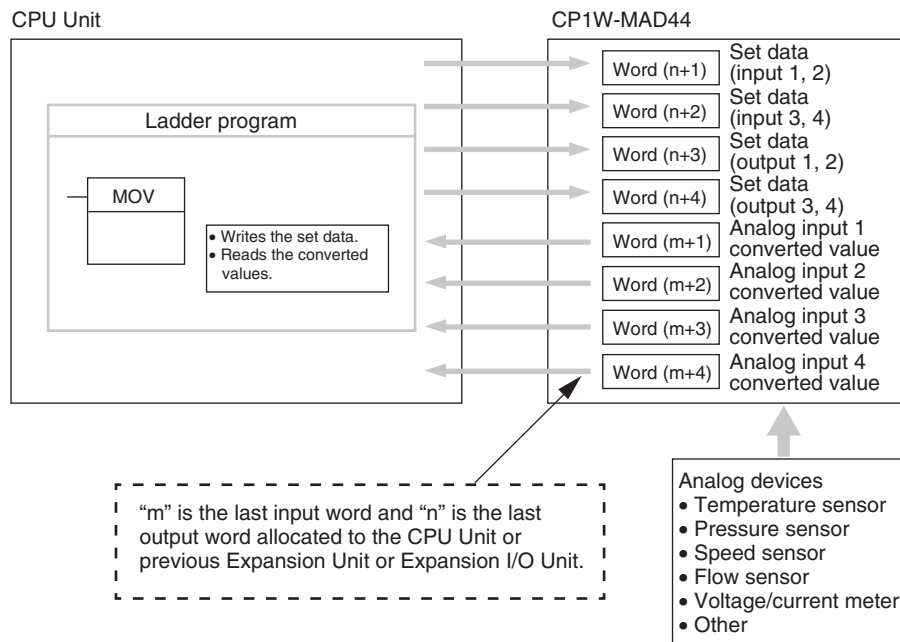 CPU Unit
CP1W-MAD44
Ladder program
MOV
• Writes the set data.
• Reads the converted
values.
Word (n+1)
Set data
(input 1, 2)
Word (n+2)
Set data
(input 3, 4)
Word (n+3)
Set data
(output 1, 2)
Word (n+4)
Set data
(output 3, 4)
Word (m+1)
Analog input 1
converted value
Word (m+2)
Analog input 2
converted value
Word (m+3)
Analog input 3
converted value
Word (m+4)
Analog input 4
converted value
“m” is the last input word and “n” is the last
output word allocated to the CPU Unit or
previous Expansion Unit or Expansion I/O Unit.
Analog devices
• Temperature sensor
• Pressure sensor
• Speed sensor
• Flow sensor
• Voltage/current meter
• Other